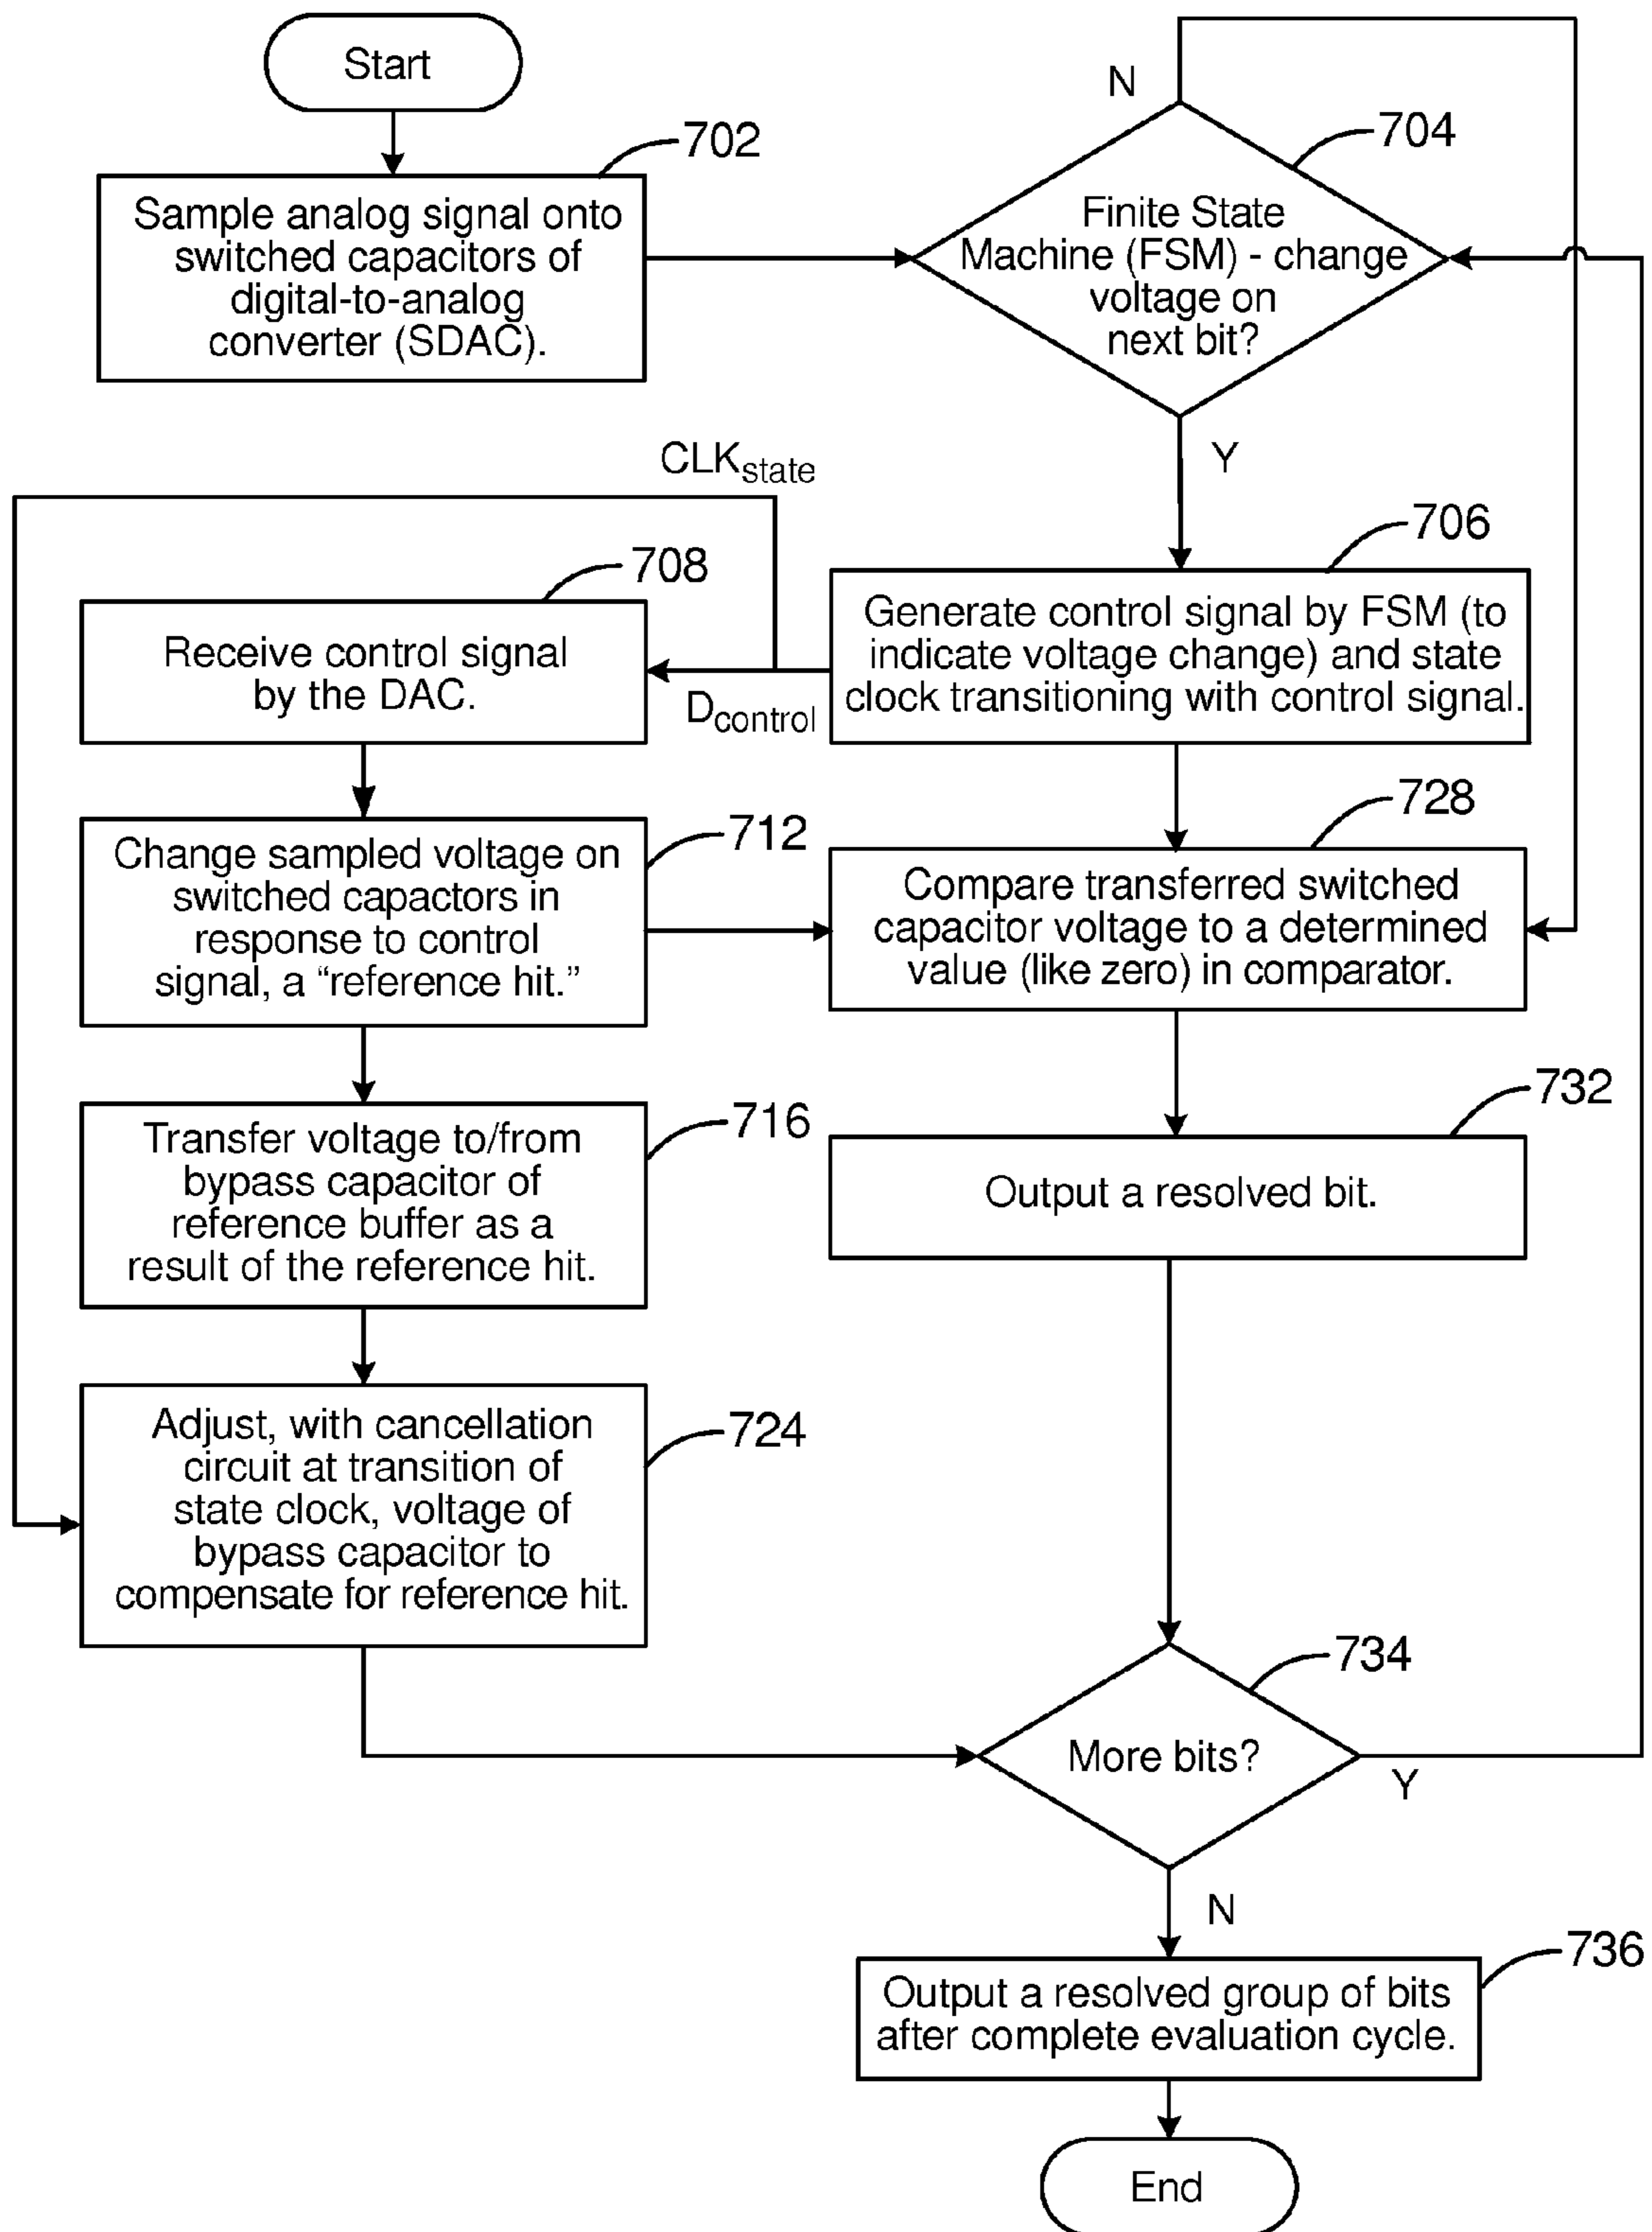 Start
702
Sample analog signal onto
switched capacitors of
digital-to-analog
converter (SDAC).
N
704
Finite State
Machine (FSM) - change
voltage on
next bit?
Y
CLKstate
706
Generate control signal by FSM (to
indicate voltage change) and state
clock transitioning with control signal.
708
Receive control signal
by the DAC.
Dcontrol
712
Change sampled voltage on
switched capactors in
response to control
signal, a “reference hit.”
728
Compare transferred switched
capacitor voltage to a determined
value (like zero) in comparator.
716
Transfer voltage to/from
bypass capacitor of
reference buffer as a
result of the reference hit.
732
Output a resolved bit.
724
Adjust, with cancellation
circuit at transition of
state clock, voltage of
bypass capacitor to
compensate for reference hit.
734
More bits?
Y
N
736
Output a resolved group of bits
after complete evaluation cycle.
End